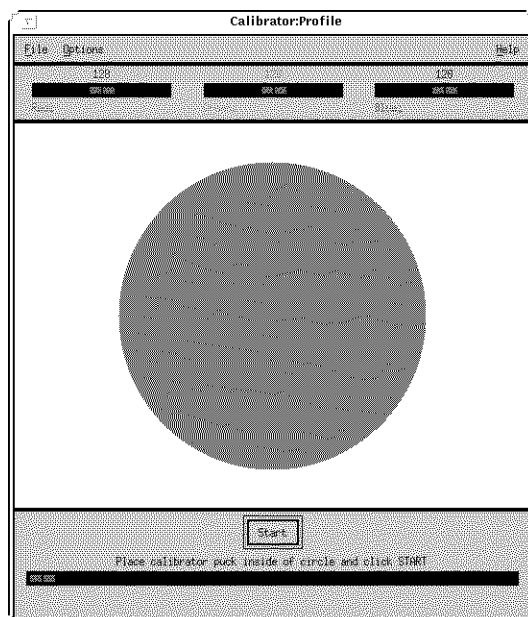 Calibrator:Profile
File Options Help
128 128
Start
Place calibrator puck inside of circle and click START